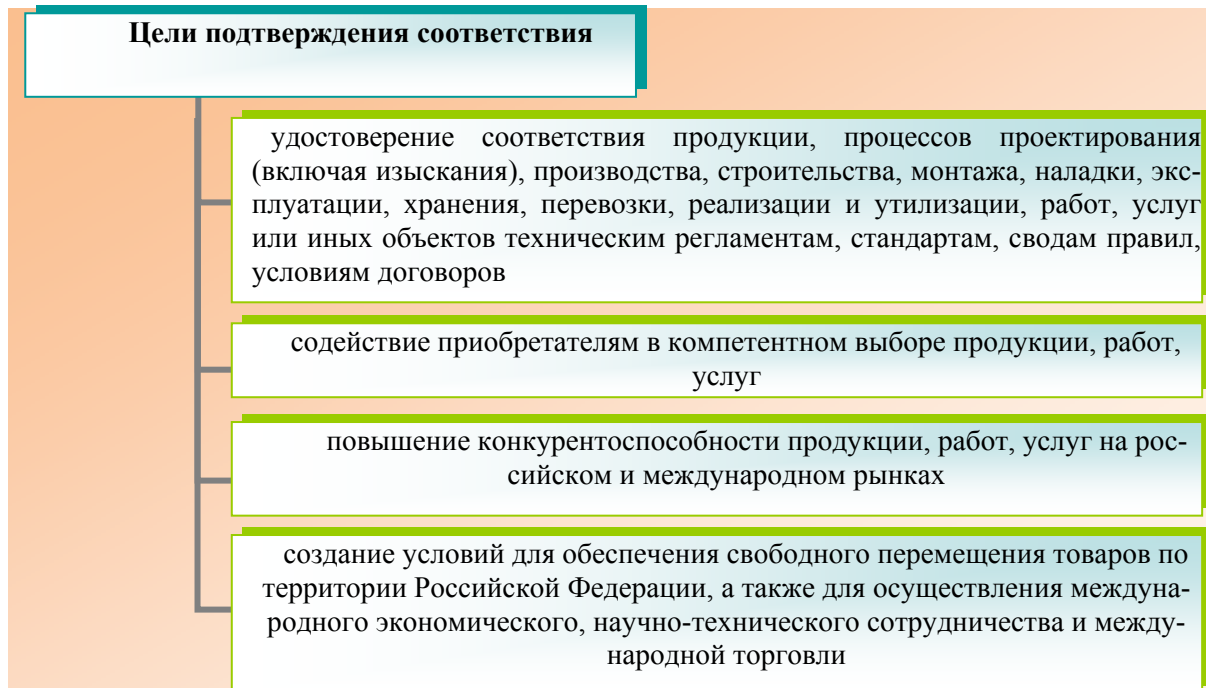 Цели подтверждения соответствия
удостоверение соответствия продукции, процессов проектирования
(включая изыскания), производства, строительства, монтажа, наладки, экс-
плуатации, хранения, перевозки, реализации и утилизации, работ, услуг
или иных объектов техническим регламентам, стандартам, сводам правил,
условиям договоров
содействие приобретателям в компетентном выборе продукции, работ,
услуг
повышение конкурентоспособности продукции, работ, услуг на рос-
сийском и международном рынках
создание условий для обеспечения свободного перемещения товаров по
территории Российской Федерации, а также для осуществления междуна-
родного экономического, научно-технического сотрудничества и между-
народной торговли